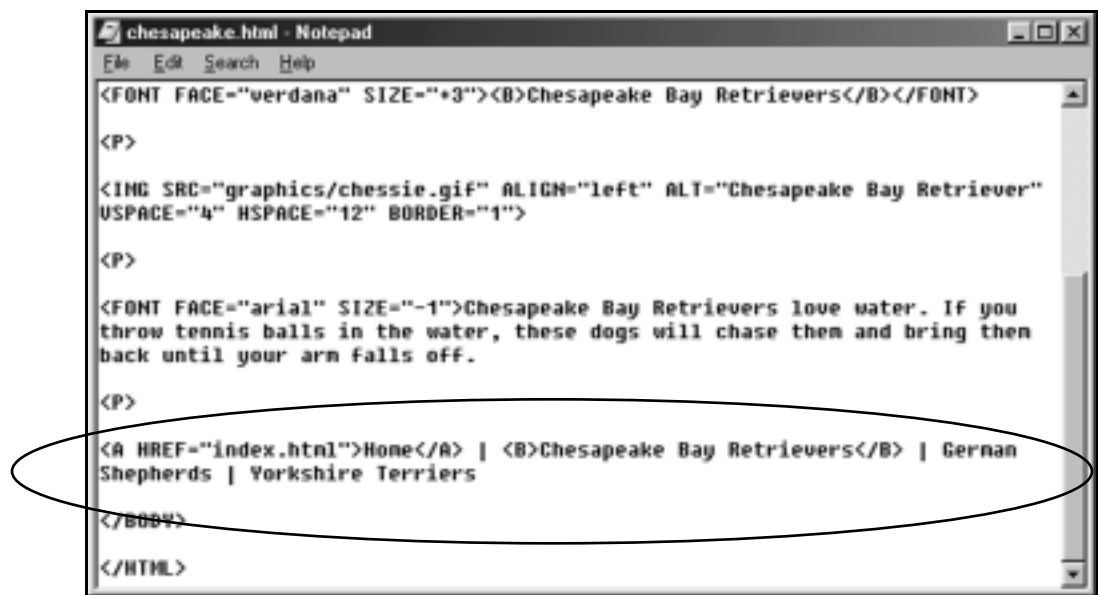 chesapeake.html - Notepad
File Edit Search Help
<FONT FACE="verdana" SIZE="+3"><B>Chesapeake Bay Retrievers</B></FONT>
<P>
<IMG SRC="graphics/chessie.gif" ALIGN="left" ALT="Chesapeake Bay Retriever"
VSPACE="4" HSPACE="12" BORDER="1">
<P>
<FONT FACE="arial" SIZE="-1">Chesapeake Bay Retrievers love water. If you
throw tennis balls in the water, these dogs will chase them and bring them
back until your arm falls off.
<P>
<A HREF="index.html">Home</A> | <B>Chesapeake Bay Retrievers</B> | German
Shepherds | Yorkshire Terriers
</BODY>
</HTML>